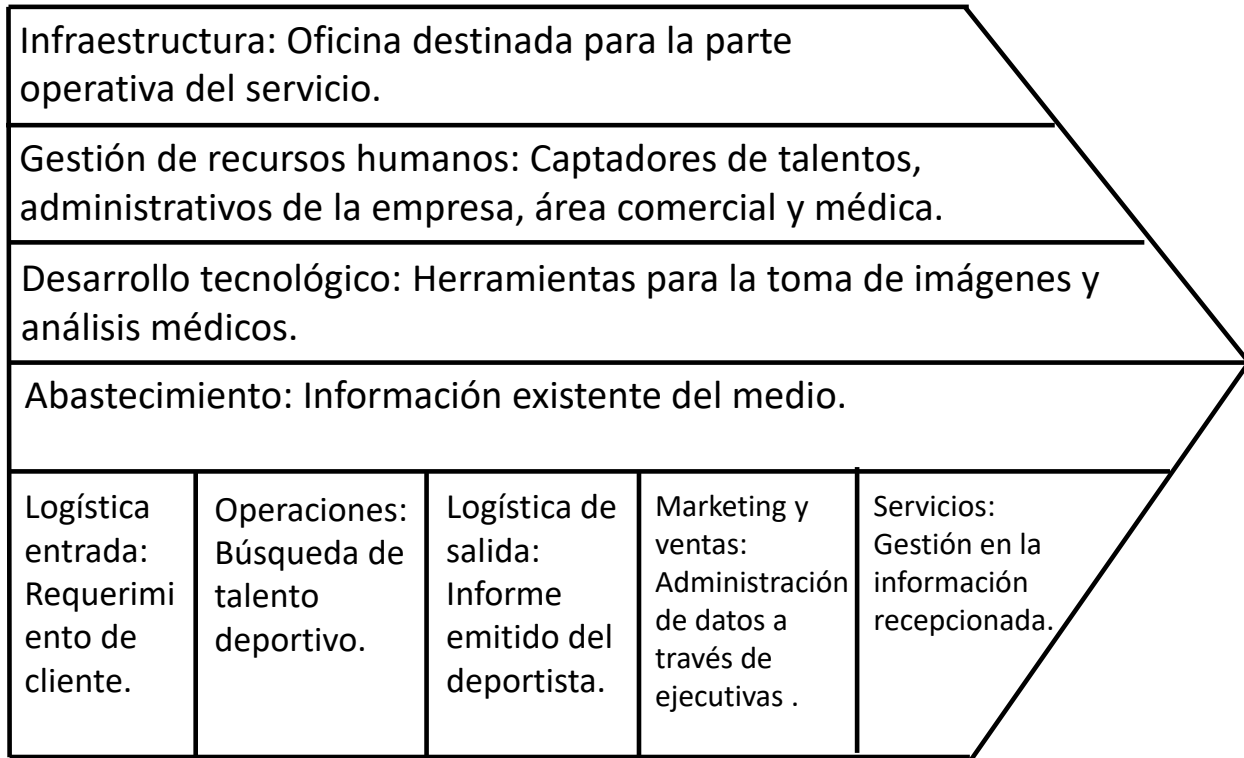 Infraestructura: Oficina destinada para la parte
operativa del servicio.
Gestión de recursos humanos: Captadores de talentos,
administrativos de la empresa, área comercial y médica.
Desarrollo tecnológico: Herramientas para la toma de imágenes y
análisis médicos.
Abastecimiento: Información existente del medio.
Logística
entrada:
Requerimi
ento de
cliente.
Operaciones:
Búsqueda de
talento
deportivo.
Logística de
salida:
Informe
emitido del
deportista.
Marketing y
ventas:
Administración
de datos a
través de
ejecutivas .
Servicios:
Gestión en la
información
recepcionada.